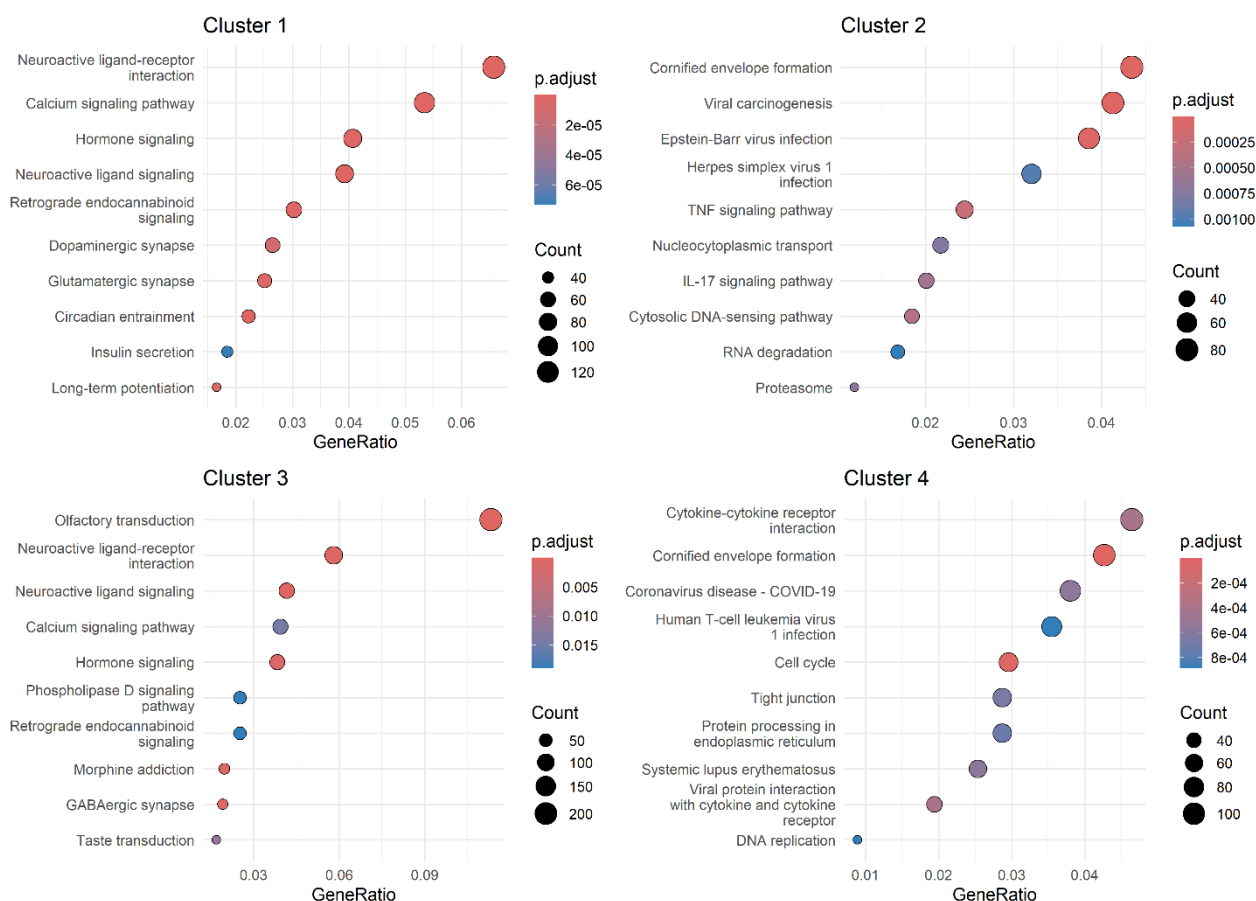 Cluster 1
Neuroactive ligand-receptor
interaction
Calcium signaling pathway
Hormone signaling
Neuroactive ligand signaling
Retrograde endocannabinoid
signaling
Dopaminergic synapse
Glutamatergic synapse
Circadian entrainment
Insulin secretion
Long-term potentiation
0.02 0.03 0.04 0.05 0.06
GeneRatio
p.adjust
2e-05
4e-05
6e-05
Count
40
60
80
100
120
Cluster 2
Cornified envelope formation
Viral carcinogenesis
Epstein-Barr virus infection
Herpes simplex virus 1
infection
TNF signaling pathway
Nucleocytoplasmic transport
IL-17 signaling pathway
Cytosolic DNA-sensing pathway
RNA degradation
Proteasome
0.02 0.03 0.04
GeneRatio
p.adjust
0.00025
0.00050
0.00075
0.00100
Count
40
60
80
Cluster 3
Olfactory transduction
Neuroactive ligand-receptor
interaction
Neuroactive ligand signaling
Calcium signaling pathway
Hormone signaling
Phospholipase D signaling
pathway
Retrograde endocannabinoid
signaling
Morphine addiction
GABAergic synapse
Taste transduction
0.03 0.06 0.09
GeneRatio
p.adjust
0.005
0.010
0.015
Count
50
100
150
200
Cluster 4
Cytokine-cytokine receptor
interaction
Cornified envelope formation
Coronavirus disease - COVID-19
Human T-cell leukemia virus
1 infection
Cell cycle
Tight junction
Protein processing in
endoplasmic reticulum
Systemic lupus erythematosus
Viral protein interaction
with cytokine and cytokine
receptor
DNA replication
0.01 0.02 0.03 0.04
GeneRatio
p.adjust
2e-04
4e-04
6e-04
8e-04
Count
40
60
80
100